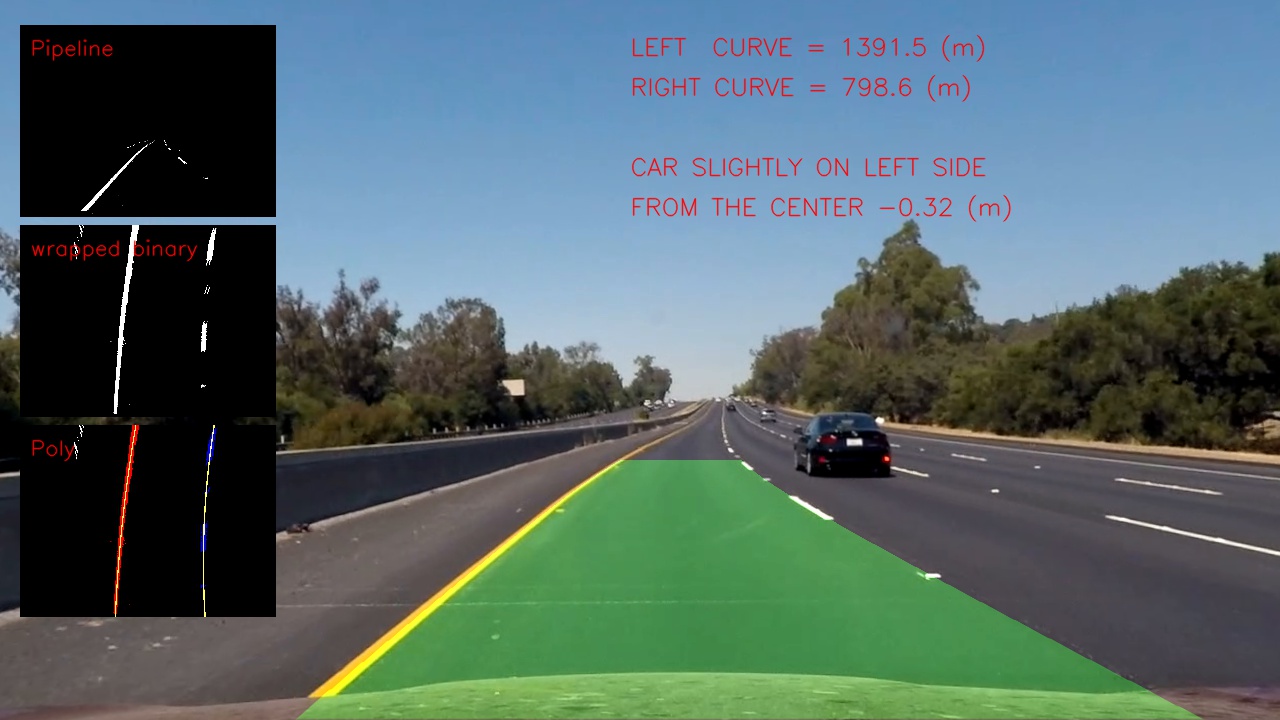 Pipeline
LEFT CURVE = 1391.5 (m)
RIGHT CURVE = 798.6 (m)
CAR SLIGHTLY ON LEFT SIDE
FROM THE CENTER -0.32 (m)
wrapped binary
Poly